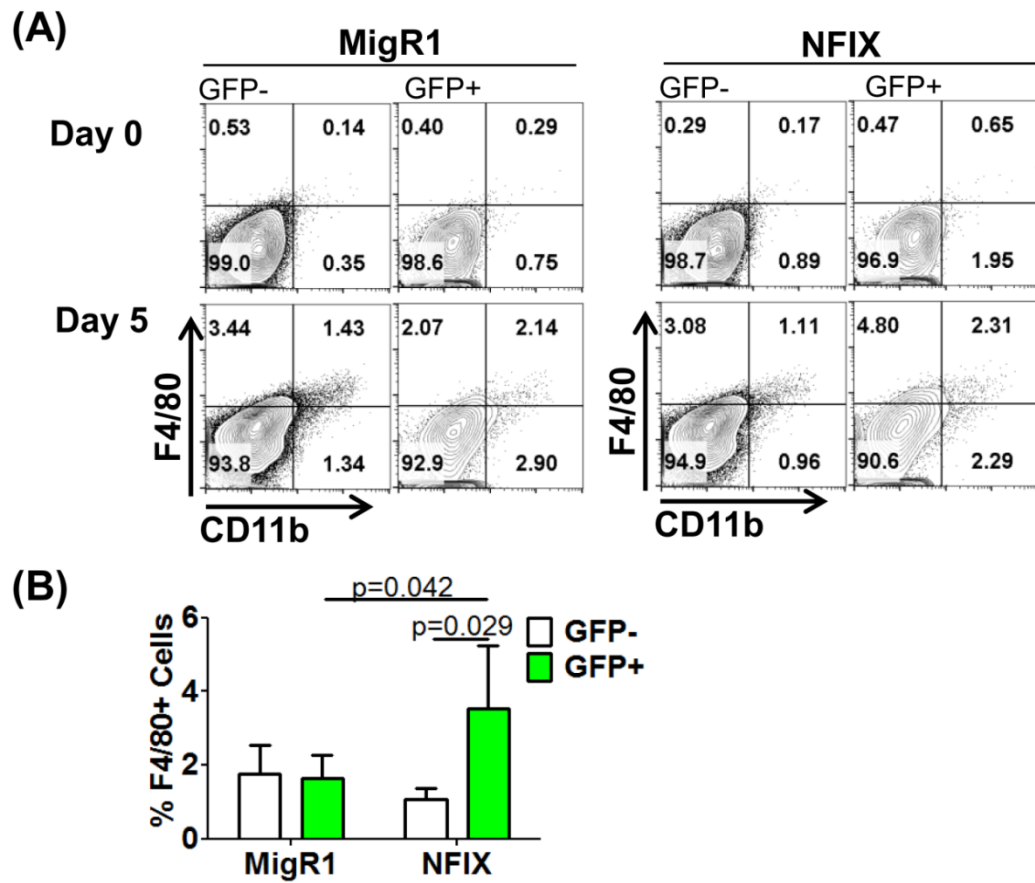 (A)
MigR1
NFIX
GFP-
GFP+
GFP-
GFP+
Day 0
0.53 0.14
0.40 0.29
0.29 0.17
0.47 0.65
99.0 0.35
98.6 0.75
98.7 0.89
96.9 1.95
Day 5
3.44 1.43
2.07 2.14
3.08 1.11
4.80 2.31
93.8 1.34
92.9 2.90
94.9 0.96
90.6 2.29
F4/80
CD11b
F4/80
CD11b
(B)
p=0.042
p=0.029
GFP-
GFP+
% F4/80+ Cells
6
4
2
0
MigR1
NFIX